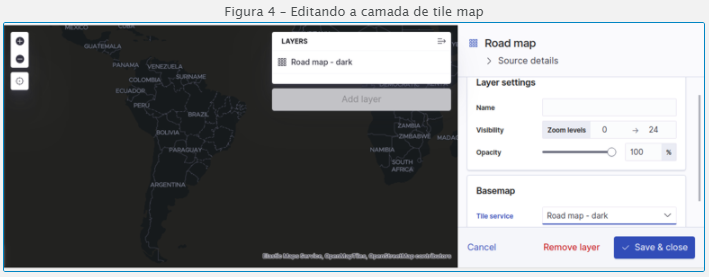 Figura 4 – Editando a camada de tile map
MEXICO
GUATEMALA
PANAMA
VENEZUELA
COLOMBIA
SURINAME
ECUADOR
PERU
BRAZIL
BOLIVIA
PARAGUAY
ARGENTINA
ZAMBIA
ZIMBABWE
NAMIBIA
SOUTH
AFRICA
LAYERS
Road map - dark
Add layer
Elastic Maps Service, OpenMapTiles, OpenStreetMap contributors
Road map
Source details
Layer settings
Name
Visibility Zoom levels 0 → 24
Opacity 100 %
Basemap
Tile service Road map - dark
Cancel Remove layer Save & close